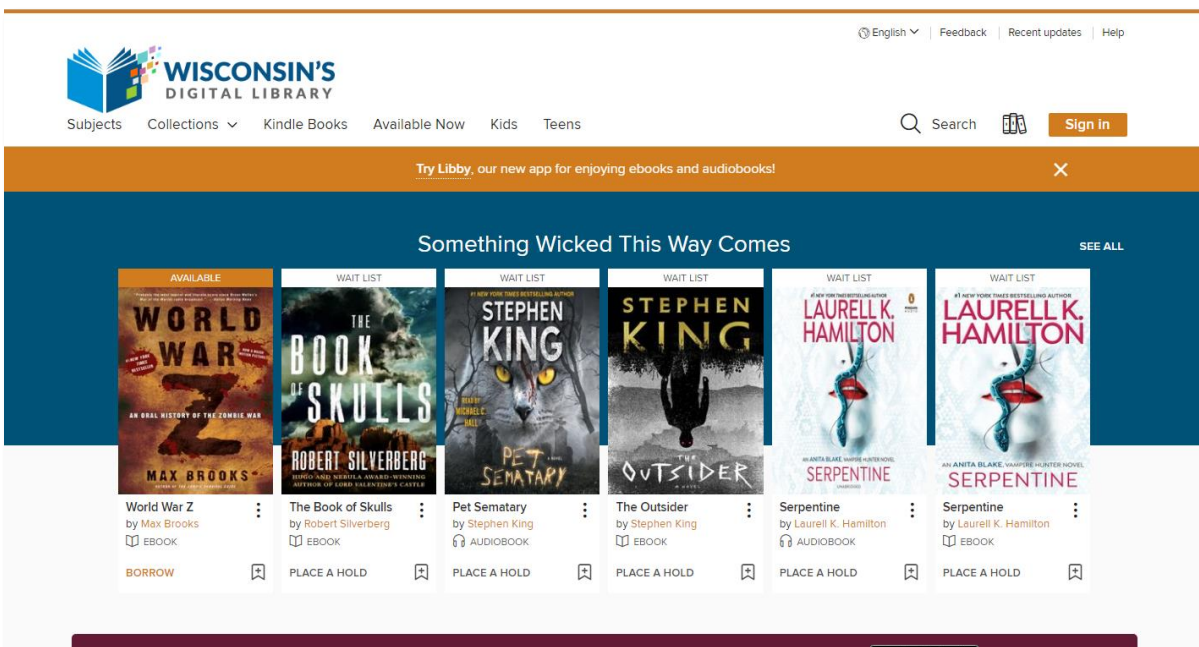 English
Feedback
Recent updates
Help
WISCONSIN'S
DIGITAL LIBRARY
Subjects
Collections
Kindle Books
Available Now
Kids
Teens
Search
Sign in
Try Libby, our new app for enjoying ebooks and audiobooks!
Something Wicked This Way Comes
SEE ALL
AVAILABLE
WORLD
WAR
Z
AN ORAL HISTORY OF THE ZOMBIE WAR
MAX BROOKS
World War Z
by Max Brooks
EBOOK
BORROW
WAIT LIST
THE
BOOK
OF SKULLS
ROBERT SILVERBERG
HUGO AND NEBULA AWARD-WINNING
AUTHOR OF LORD VALENTINE'S CASTLE
The Book of Skulls
by Robert Silverberg
EBOOK
PLACE A HOLD
WAIT LIST
#1 NEW YORK TIMES BESTSELLING AUTHOR
STEPHEN
KING
READ BY
MICHAEL C.
HALL
PET
SEMATARY
A NOVEL
Pet Sematary
by Stephen King
AUDIOBOOK
PLACE A HOLD
WAIT LIST
STEPHEN
KING
THE
OUTSIDER
A NOVEL
The Outsider
by Stephen King
EBOOK
PLACE A HOLD
WAIT LIST
#1 NEW YORK TIMES BESTSELLING AUTHOR
LAURELL K.
HAMILTON
AN ANITA BLAKE, VAMPIRE HUNTER NOVEL
SERPENTINE
UNABRIDGED
Serpentine
by Laurell K. Hamilton
AUDIOBOOK
PLACE A HOLD
WAIT LIST
#1 NEW YORK TIMES BESTSELLING AUTHOR
LAURELL K.
HAMILTON
AN ANITA BLAKE, VAMPIRE HUNTER NOVEL
SERPENTINE
Serpentine
by Laurell K. Hamilton
EBOOK
PLACE A HOLD